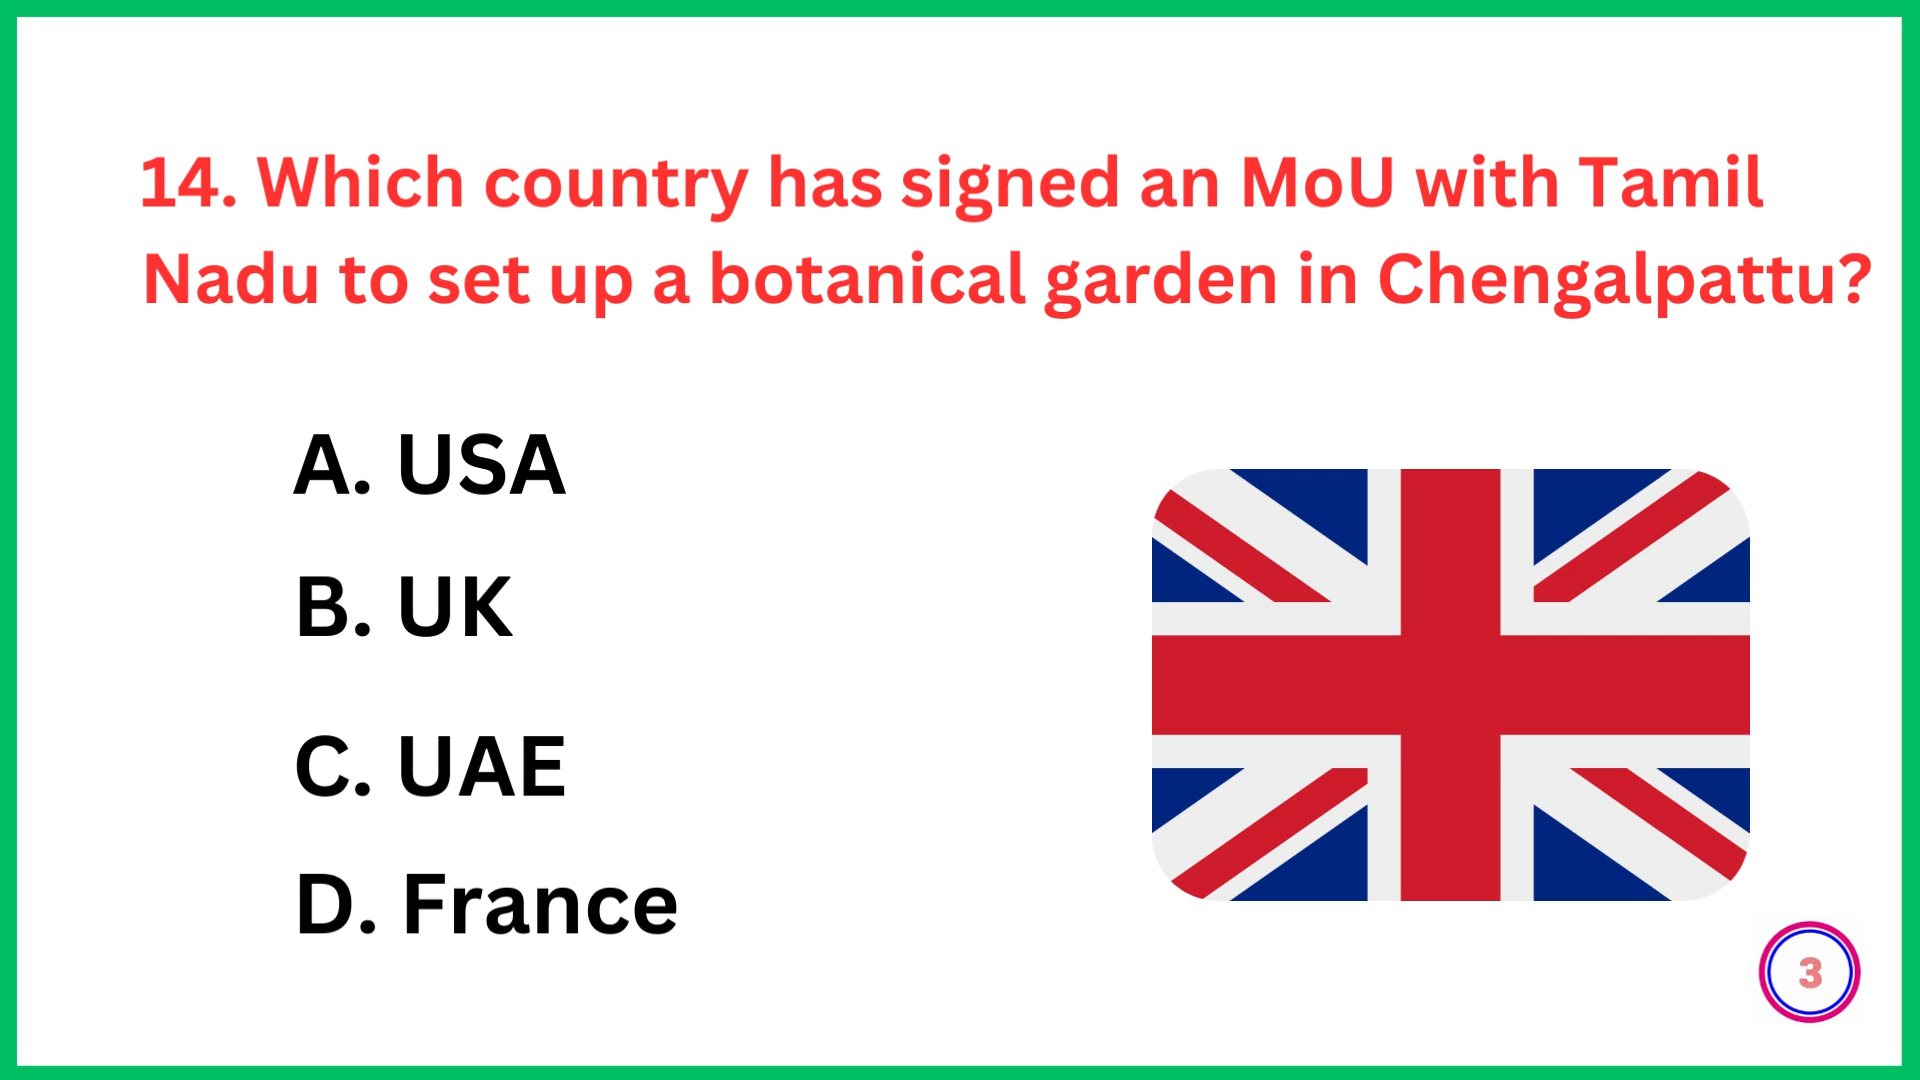 14. Which country has signed an MoU with Tamil
Nadu to set up a botanical garden in Chengalpattu?
A. USA
B. UK
C. UAE
D. France
3